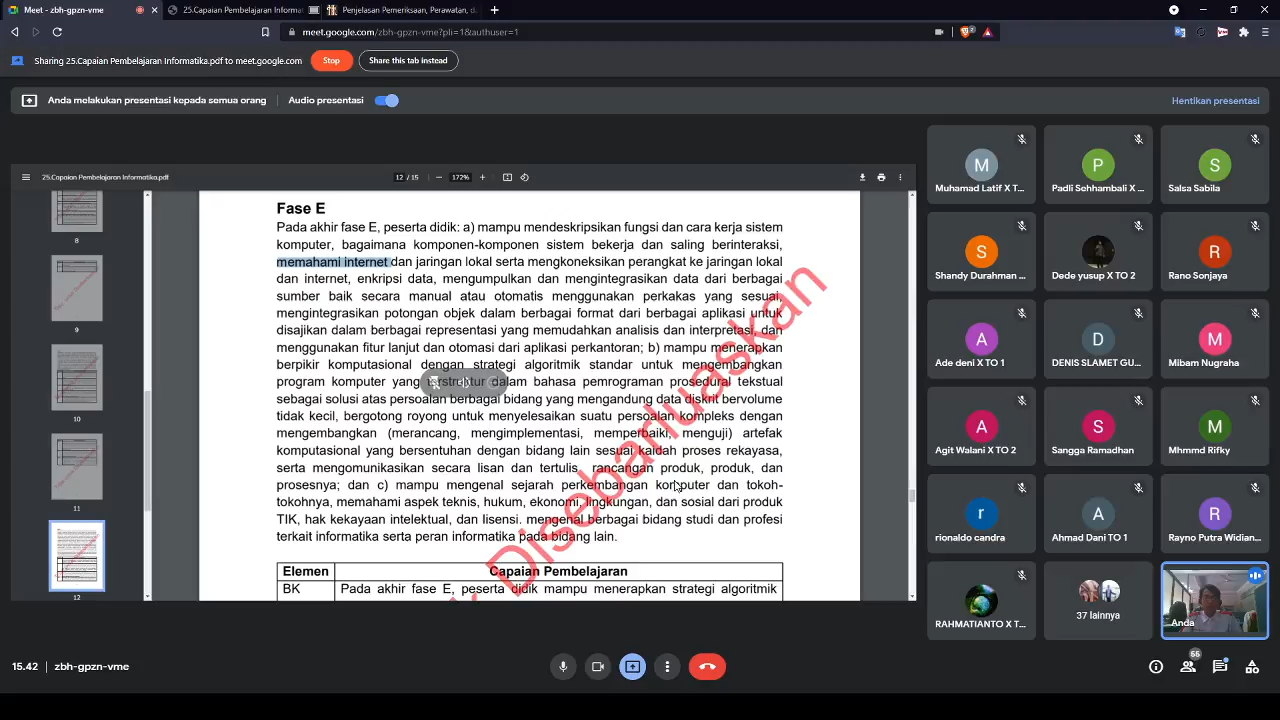 Meet - zbh-gpzn-vme
25.Capaian Pembelajaran Informat
Penjelasan Pemeriksaan, Perawatan, d
meet.google.com/zbh-gpzn-vme?pli=1&authuser=1
Sharing 25.Capaian Pembelajaran Informatika.pdf to meet.google.com
Stop
Share this tab instead
Anda melakukan presentasi kepada semua orang
Audio presentasi
Hentikan presentasi
25.Capaian Pembelajaran Informatika.pdf
12 / 15
172%
8
9
10
11
12
Fase E
Pada akhir fase E, peserta didik: a) mampu mendeskripsikan fungsi dan cara kerja sistem
komputer, bagaimana komponen-komponen sistem bekerja dan saling berinteraksi,
memahami internet dan jaringan lokal serta mengkoneksikan perangkat ke jaringan lokal
dan internet, enkripsi data, mengumpulkan dan mengintegrasikan data dari berbagai
sumber baik secara manual atau otomatis menggunakan perkakas yang sesuai,
mengintegrasikan potongan objek dalam berbagai format dari berbagai aplikasi untuk
disajikan dalam berbagai representasi yang memudahkan analisis dan interpretasi, dan
menggunakan fitur lanjut dan otomasi dari aplikasi perkantoran; b) mampu menerapkan
berpikir komputasional dengan strategi algoritmik standar untuk mengembangkan
program komputer yang terstruktur dalam bahasa pemrograman prosedural tekstual
sebagai solusi atas persoalan berbagai bidang yang mengandung data diskrit bervolume
tidak kecil, bergotong royong untuk menyelesaikan suatu persoalan kompleks dengan
mengembangkan (merancang, mengimplementasi, memperbaiki, menguji) artefak
komputasional yang bersentuhan dengan bidang lain sesuai kaidah proses rekayasa,
serta mengomunikasikan secara lisan dan tertulis, rancangan produk, produk, dan
prosesnya; dan c) mampu mengenal sejarah perkembangan komputer dan tokoh-
tokohnya, memahami aspek teknis, hukum, ekonomi, lingkungan, dan sosial dari produk
TIK, hak kekayaan intelektual, dan lisensi. mengenal berbagai bidang studi dan profesi
terkait informatika serta peran informatika pada bidang lain.
Elemen
Capaian Pembelajaran
BK
Pada akhir fase E, peserta didik mampu menerapkan strategi algoritmik
Disebarluaskan
M
Muhamad Latif X T...
P
Padli Sehhambali X ...
S
Salsa Sabila
S
Shandy Durahman ...
Dede yusup X TO 2
R
Rano Sonjaya
A
Ade deni X TO 1
D
DENIS SLAMET GU...
M
Mibam Nugraha
A
Agit Walani X TO 2
S
Sangga Ramadhan
M
Mhmmd Rifky
r
rionaldo candra
A
Ahmad Dani TO 1
R
Rayno Putra Widian...
RAHMATIANTO X T...
37 lainnya
Anda
15.42
zbh-gpzn-vme
55